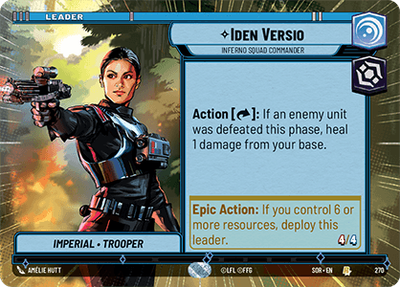 LEADER
IDEN VERSIO
INFERNO SQUAD COMMANDER
Action [ ]: If an enemy unit
was defeated this phase, heal
1 damage from your base.
Epic Action: If you control 6 or
more resources, deploy this
leader.
4/4
IMPERIAL • TROOPER
AMÉLIE HUTT
©LFL ©FFG
SOR • EN
270